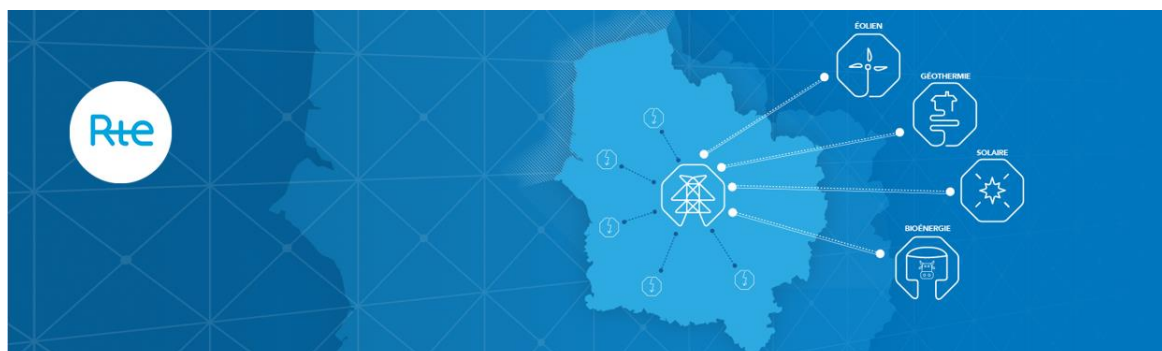 Rte
ÉOLIEN
GÉOTHERMIE
SOLAIRE
BIOÉNERGIE